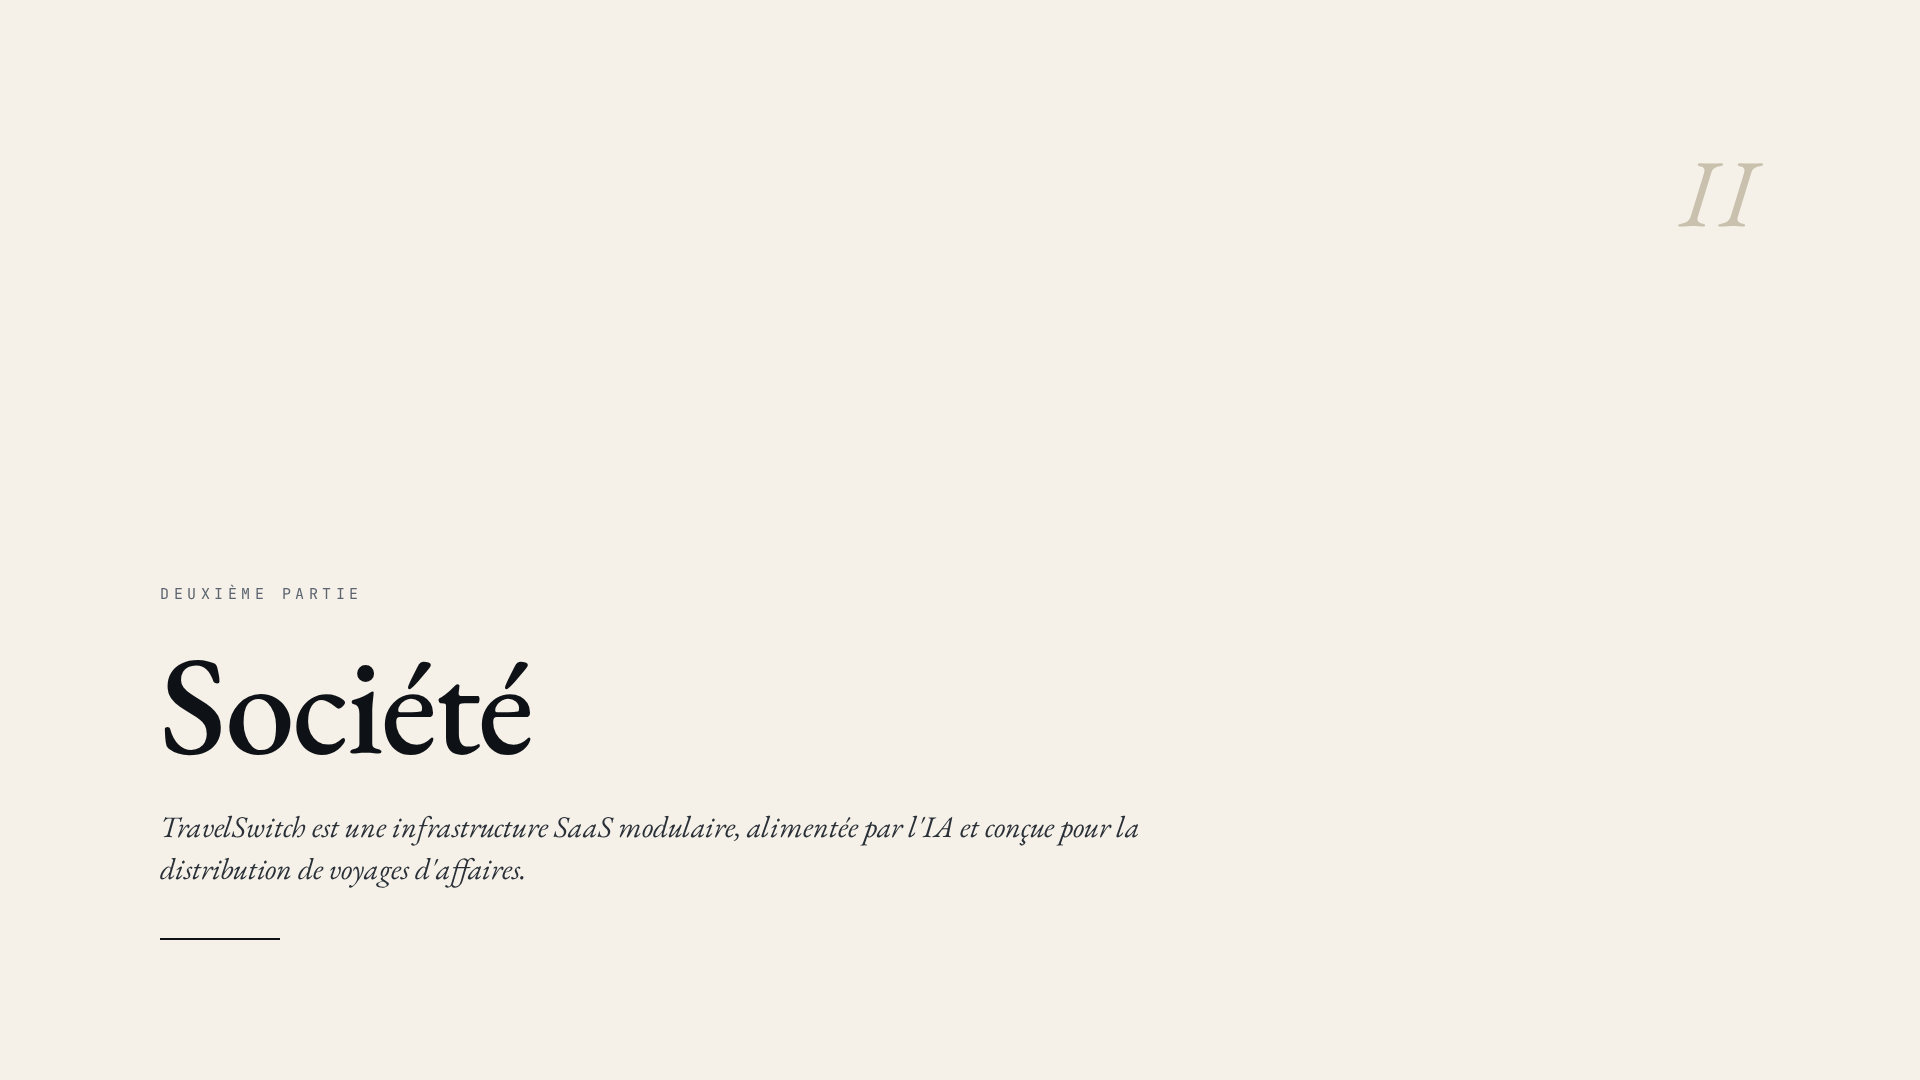 II
DEUXIÈME PARTIE
Société
TravelSwitch est une infrastructure SaaS modulaire, alimentée par l'IA et conçue pour la
distribution de voyages d'affaires.